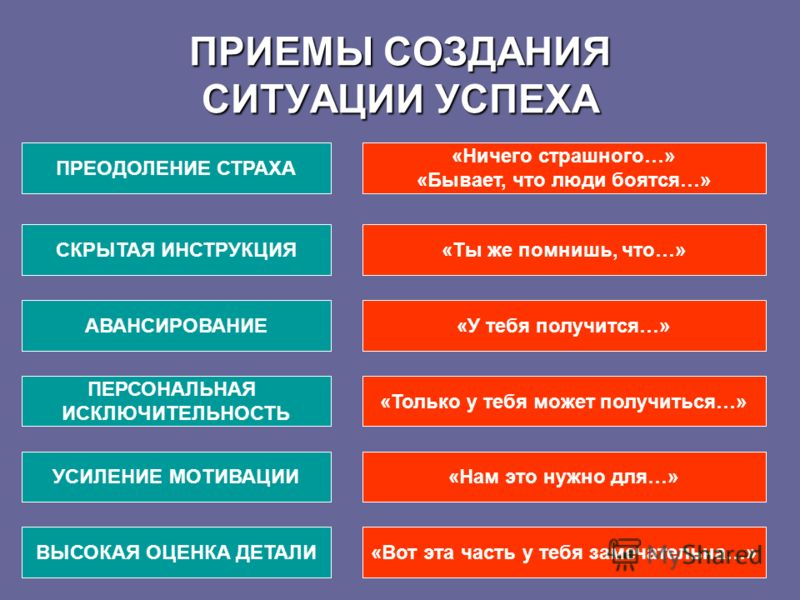 ПРИЕМЫ СОЗДАНИЯ
СИТУАЦИИ УСПЕХА
ПРЕОДОЛЕНИЕ СТРАХА
«Ничего страшного…»
«Бывает, что люди боятся…»
СКРЫТАЯ ИНСТРУКЦИЯ
«Ты же помнишь, что…»
АВАНСИРОВАНИЕ
«У тебя получится…»
ПЕРСОНАЛЬНАЯ
ИСКЛЮЧИТЕЛЬНОСТЬ
«Только у тебя может получиться…»
УСИЛЕНИЕ МОТИВАЦИИ
«Нам это нужно для…»
ВЫСОКАЯ ОЦЕНКА ДЕТАЛИ
«Вот эта часть у тебя замечательна…»
MyShared